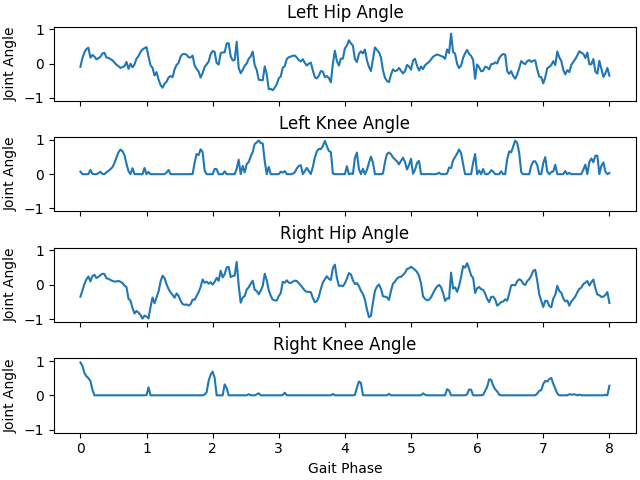 Left Hip Angle
Joint Angle
1
0
−1
Left Knee Angle
Joint Angle
1
0
−1
Right Hip Angle
Joint Angle
1
0
−1
Right Knee Angle
Joint Angle
1
0
−1
0 1 2 3 4 5 6 7 8
Gait Phase